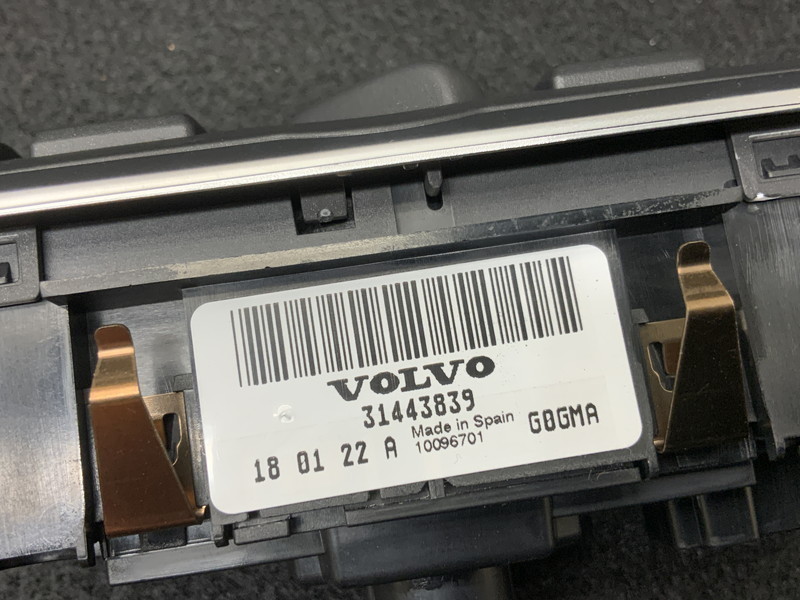 VOLVO
31443839
18 01 22 A Made in Spain G0GMA
10096701